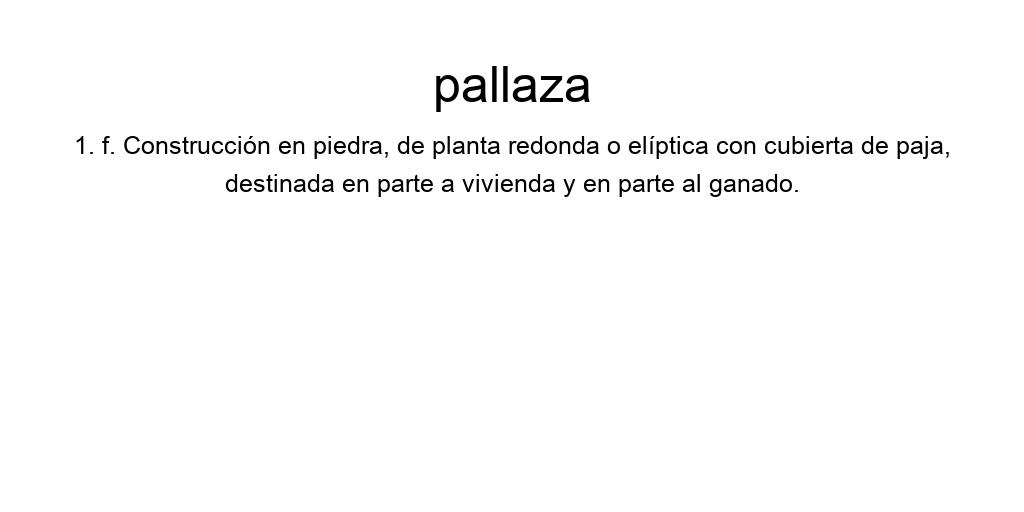 pallaza
1. f. Construcción en piedra, de planta redonda o elíptica con cubierta de paja,
destinada en parte a vivienda y en parte al ganado.